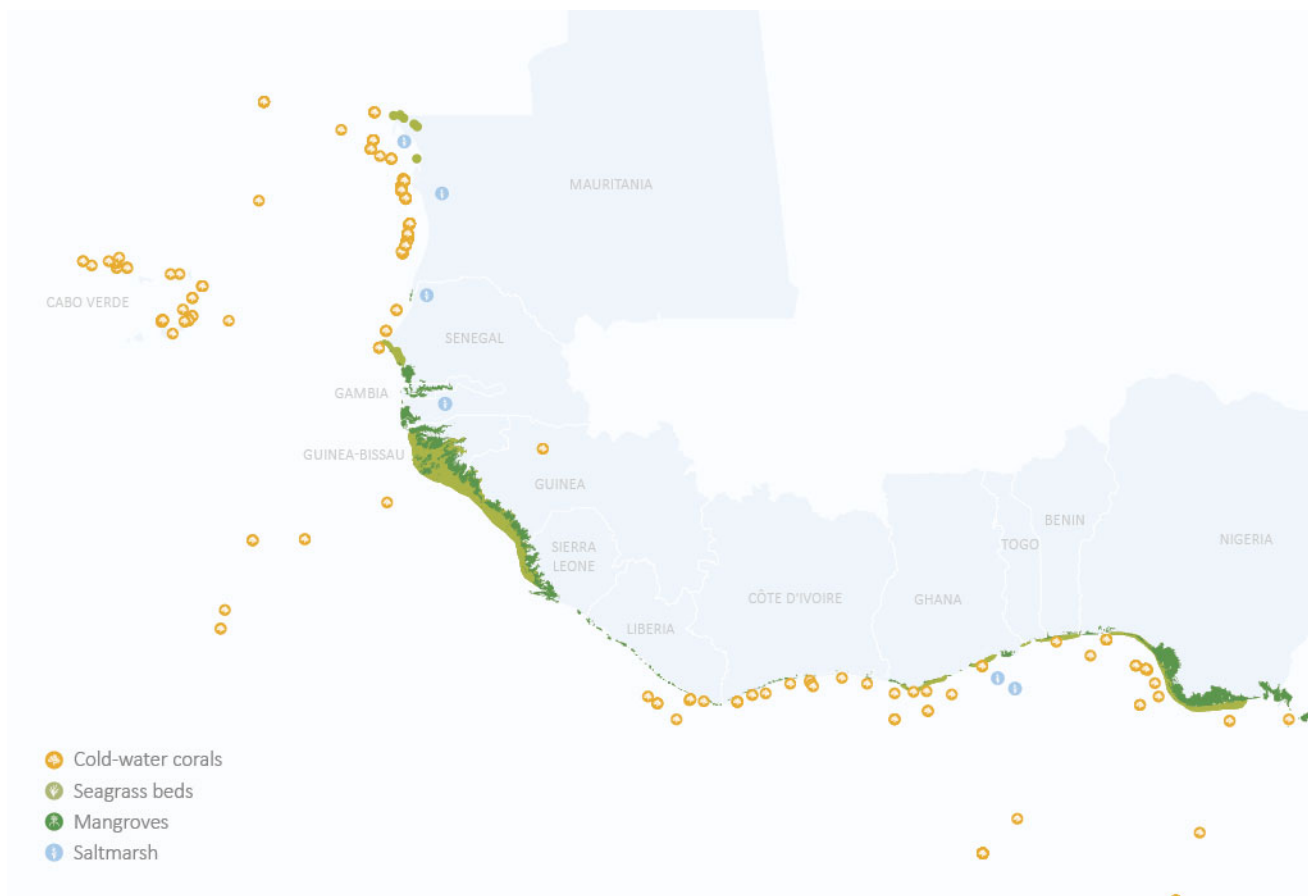 MAURITANIA
CABO VERDE
SENEGAL
GAMBIA
GUINEA-BISSAU
GUINEA
SIERRA
LEONE
LIBERIA
CÔTE D'IVOIRE
GHANA
TOGO
BENIN
NIGERIA
Cold-water corals
Seagrass beds
Mangroves
Saltmarsh